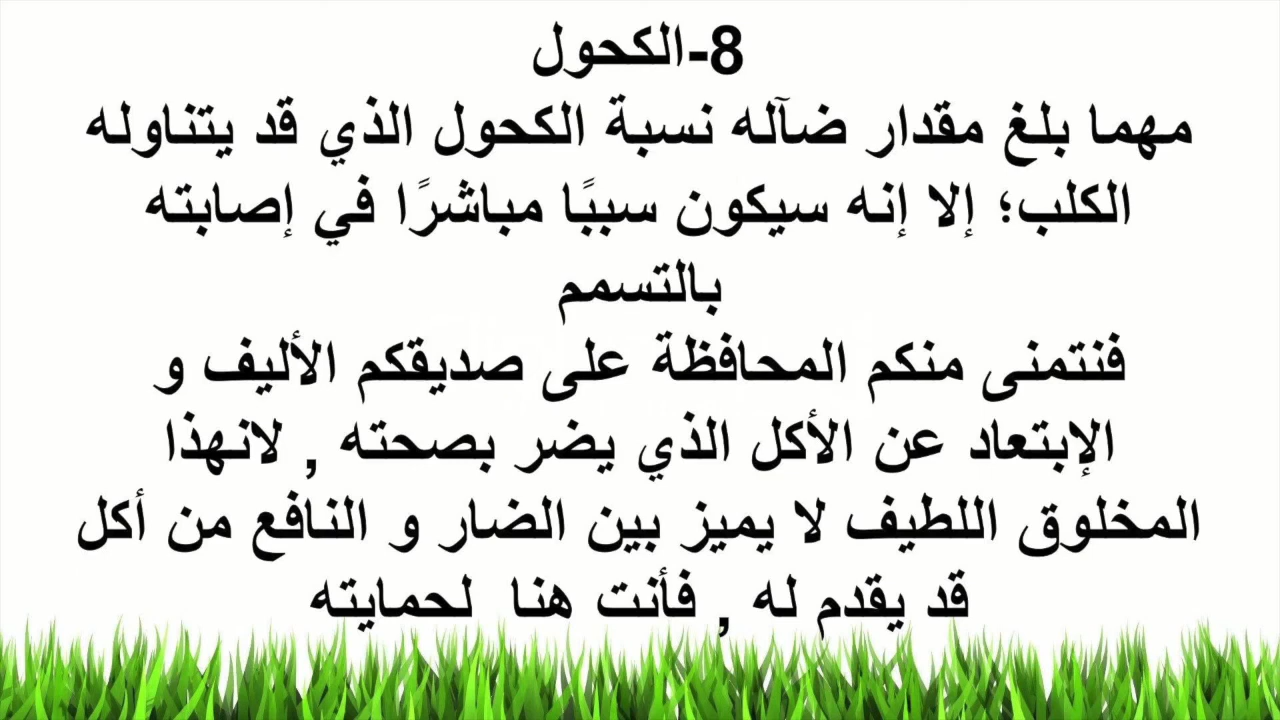 8-الكحول
مهما بلغ مقدار ضآله نسبة الكحول الذي قد يتناوله
الكلب؛ إلا إنه سيكون سببًا مباشرًا في إصابته
بالتسمم
فنتمنى منكم المحافظة على صديقكم الأليف و
الإبتعاد عن الأكل الذي يضر بصحته , لانهذا
المخلوق اللطيف لا يميز بين الضار و النافع من أكل
قد يقدم له , فأنت هنا لحمايته